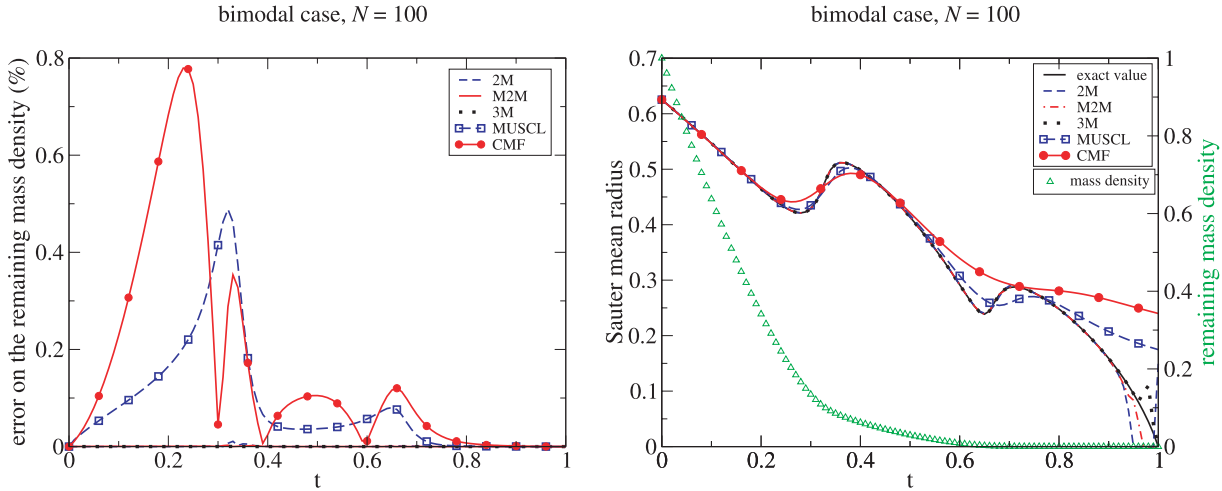 bimodal case, N = 100
error on the remaining mass density (%)
0.8
0.6
0.4
0.2
0
0 0.2 0.4 0.6 0.8 1
t
2M
M2M
3M
MUSCL
CMF
bimodal case, N = 100
Sauter mean radius
0.7
0.6
0.5
0.4
0.3
0.2
0.1
0
0 0.2 0.4 0.6 0.8 1
t
exact value
2M
M2M
3M
MUSCL
CMF
mass density
1
0.8
0.6
0.4
0.2
0
remaining mass density